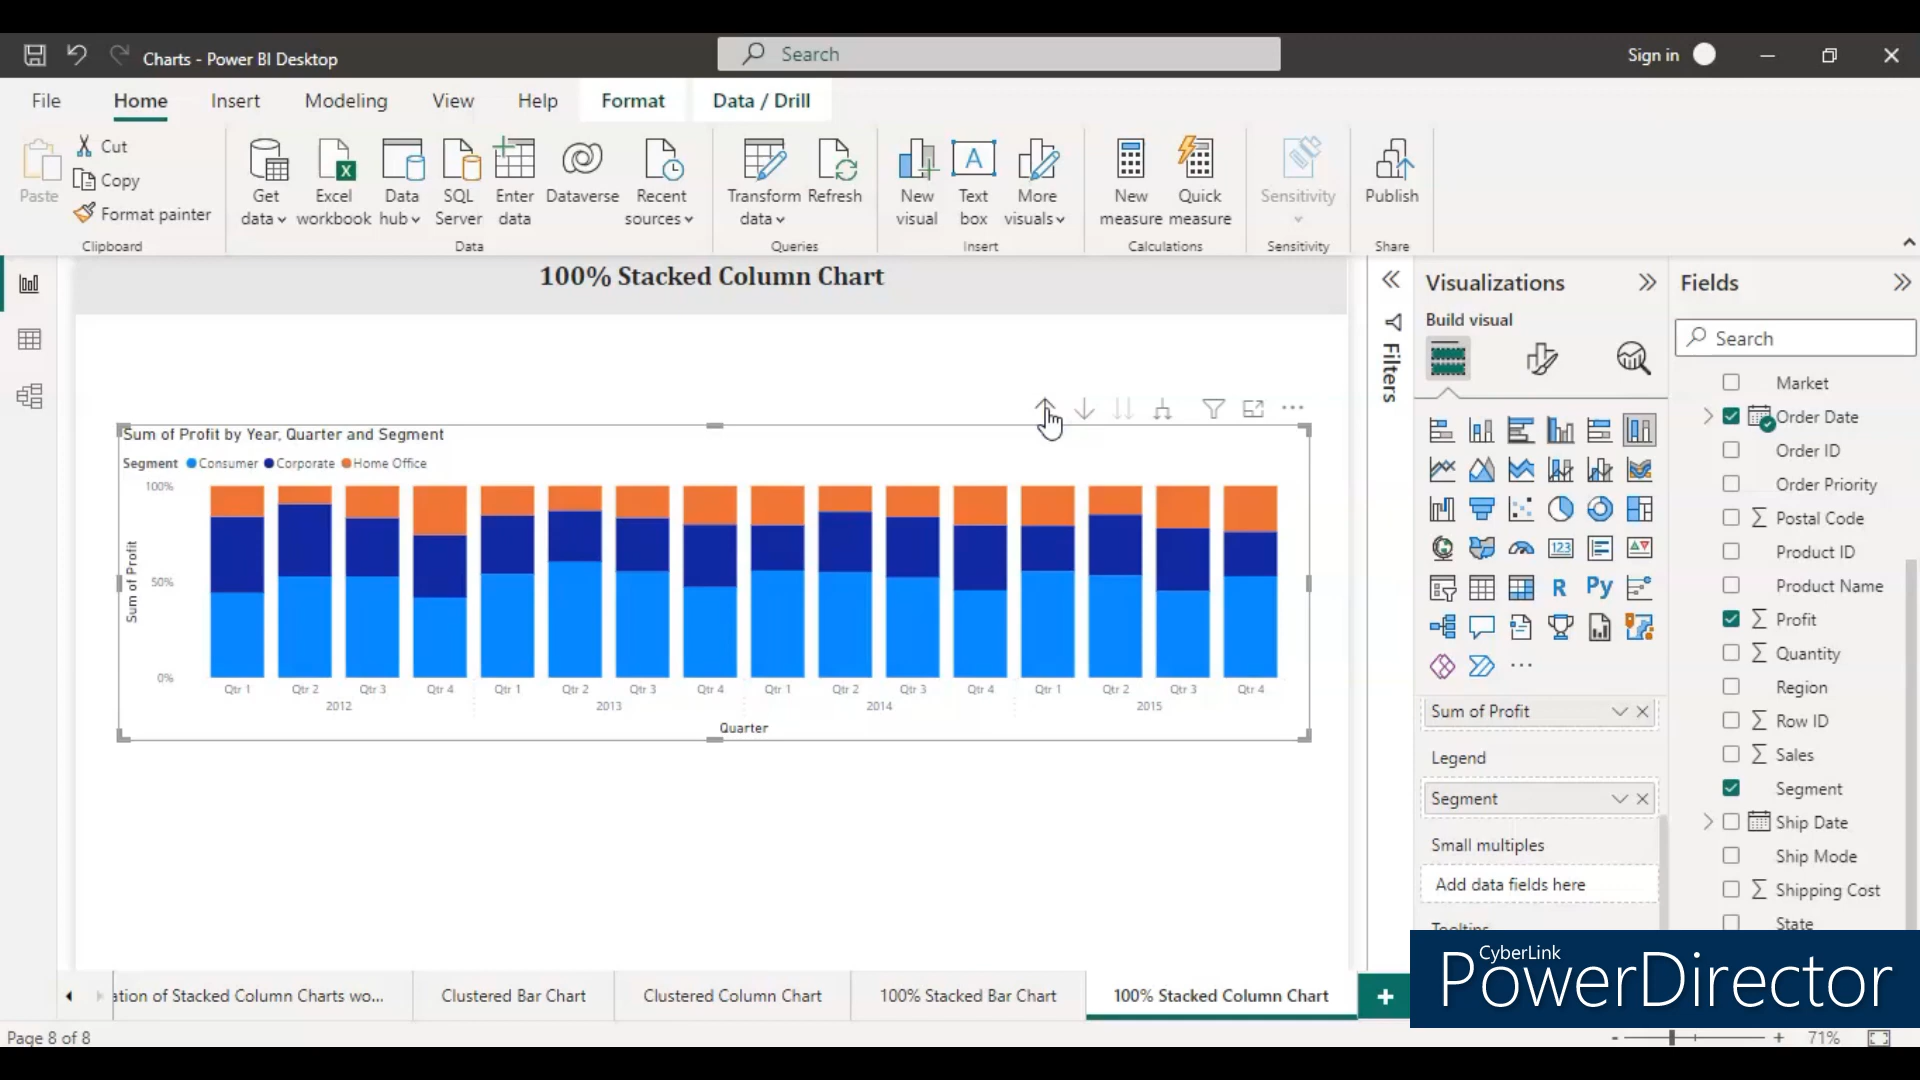 Charts - Power BI Desktop
Search
Sign in
File
Home
Insert
Modeling
View
Help
Format
Data / Drill
Paste
Cut
Copy
Format painter
Clipboard
Get
data
Excel
workbook
Data
hub
SQL
Server
Enter
data
Dataverse
Recent
sources
Data
Transform
data
Refresh
Queries
New
visual
Text
box
More
visuals
Insert
New
measure
Quick
measure
Calculations
Sensitivity
Sensitivity
Publish
Share
100% Stacked Column Chart
Sum of Profit by Year, Quarter and Segment
Segment Consumer Corporate Home Office
Sum of Profit
100%
50%
0%
Qtr 1 Qtr 2 Qtr 3 Qtr 4 Qtr 1 Qtr 2 Qtr 3 Qtr 4 Qtr 1 Qtr 2 Qtr 3 Qtr 4 Qtr 1 Qtr 2 Qtr 3 Qtr 4
2012 2013 2014 2015
Quarter
Filters
Visualizations
Build visual
123
R
Py
Sum of Profit
Legend
Segment
Small multiples
Add data fields here
Tooltips
Fields
Search
Market
Order Date
Order ID
Order Priority
Postal Code
Product ID
Product Name
Profit
Quantity
Region
Row ID
Sales
Segment
Ship Date
Ship Mode
Shipping Cost
State
CyberLink
PowerDirector
ation of Stacked Column Charts wo...
Clustered Bar Chart
Clustered Column Chart
100% Stacked Bar Chart
100% Stacked Column Chart
Page 8 of 8
71%